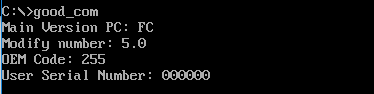 C:\>good_com
Main Version PC: FC
Modify number: 5.0
OEM Code: 255
User Serial Number: 000000